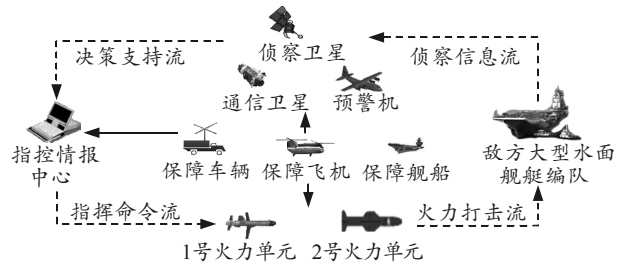 决策支持流
侦察卫星
侦察信息流
通信卫星
预警机
指控情报
中心
保障车辆
保障飞机
保障舰船
敌方大型水面
舰艇编队
指挥命令流
火力打击流
1号火力单元
2号火力单元